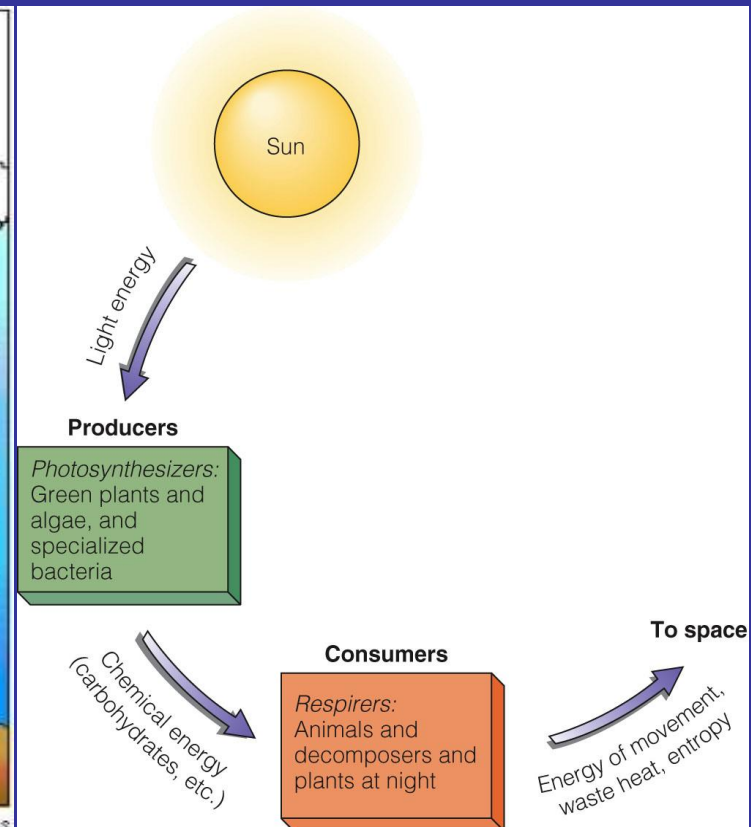 Sun
Light energy
Producers
Photosynthesizers:
Green plants and
algae, and
specialized
bacteria
Chemical energy
(carbohydrates, etc.)
Consumers
Respirers:
Animals and
decomposers and
plants at night
To space
Energy of movement,
waste heat, entropy